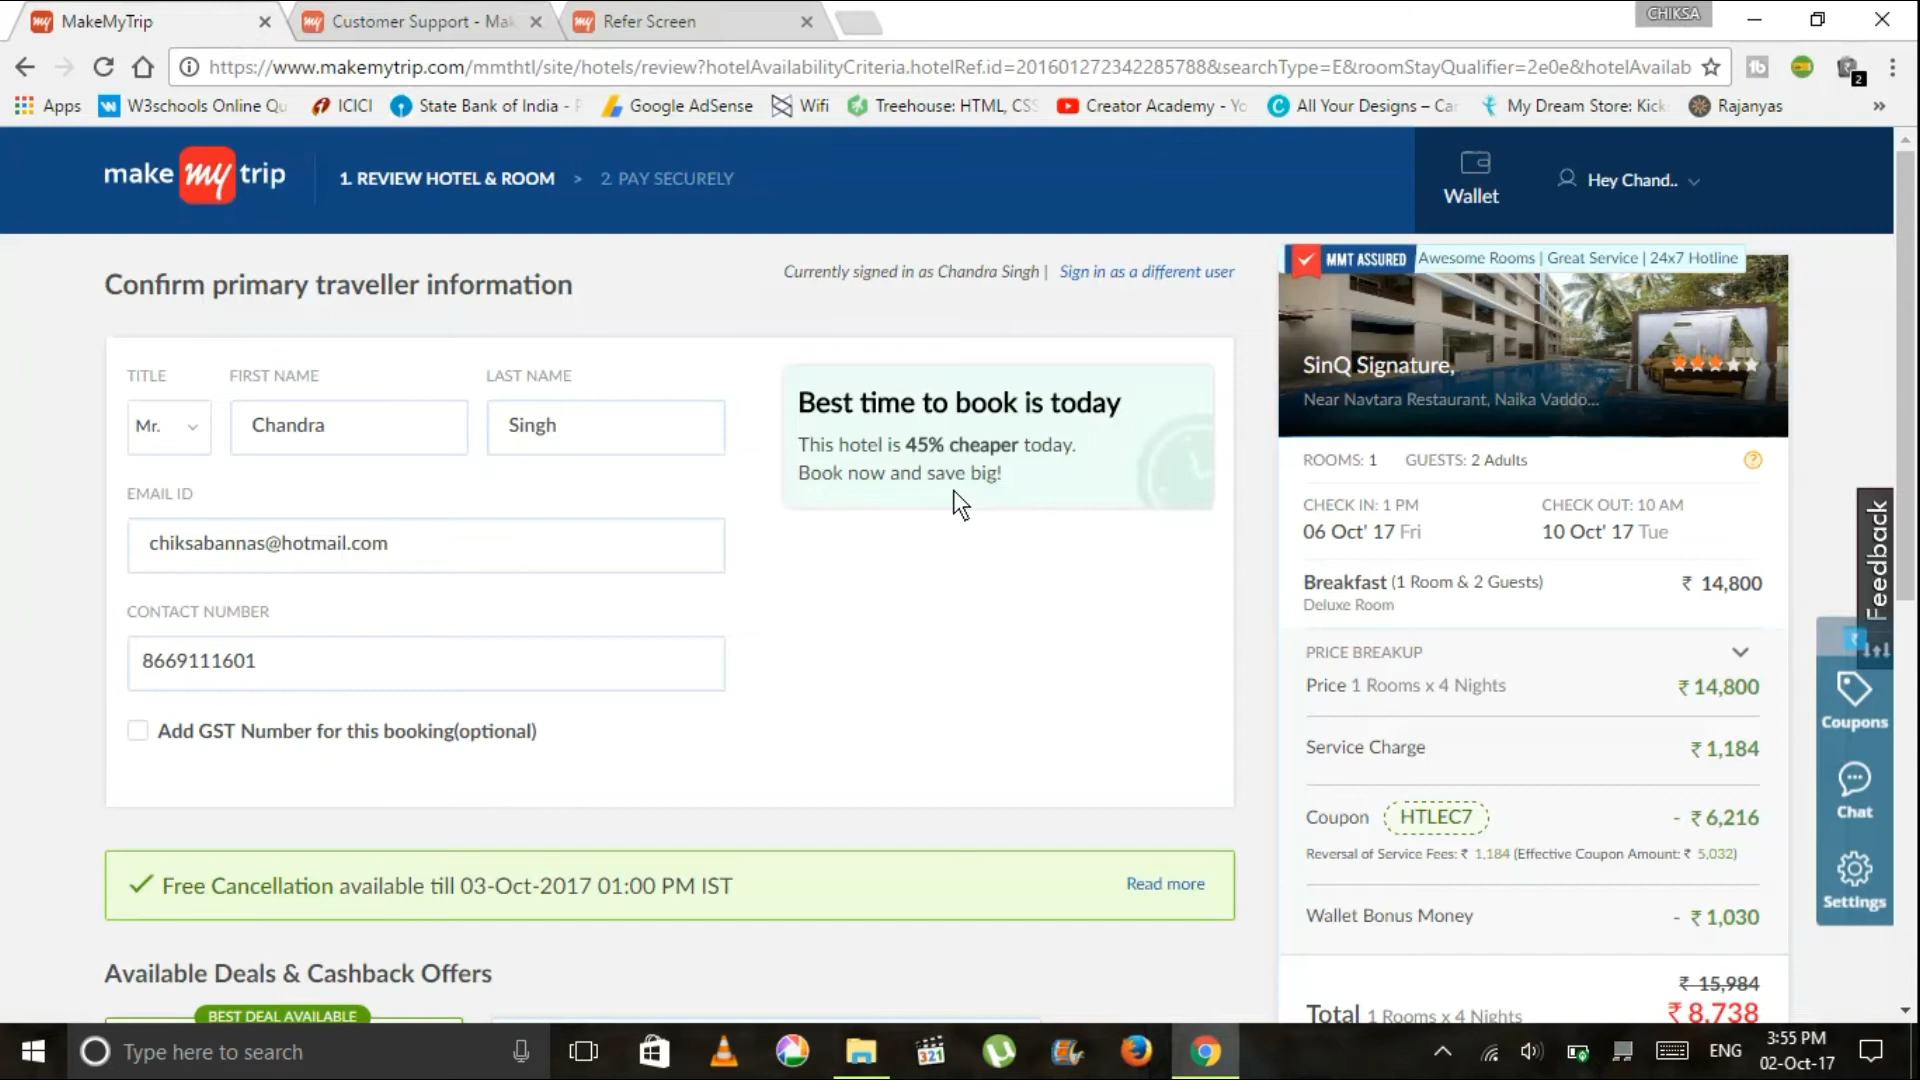 MakeMyTrip
Customer Support - Mak
Refer Screen
CHIKSA
https://www.makemytrip.com/mmthtl/site/hotels/review?hotelAvailabilityCriteria.hotelRef.id=201601272342285788&searchType=E&roomStayQualifier=2e0e&hotelAvailab
2
Apps
W3schools Online Qu
ICICI
State Bank of India - P
Google AdSense
Wifi
Treehouse: HTML, CSS
Creator Academy - Yo
All Your Designs – Can
My Dream Store: Kick
Rajanyas
»
make my trip
1. REVIEW HOTEL & ROOM > 2. PAY SECURELY
Wallet
Hey Chand..
Confirm primary traveller information
Currently signed in as Chandra Singh | Sign in as a different user
TITLE
FIRST NAME
LAST NAME
Mr.
Chandra
Singh
EMAIL ID
chiksabannas@hotmail.com
CONTACT NUMBER
8669111601
Add GST Number for this booking(optional)
Best time to book is today
This hotel is 45% cheaper today.
Book now and save big!
Free Cancellation available till 03-Oct-2017 01:00 PM IST
Read more
Available Deals & Cashback Offers
BEST DEAL AVAILABLE
MMT ASSURED
Awesome Rooms | Great Service | 24x7 Hotline
SinQ Signature,
Near Navtara Restaurant, Naika Vaddo...
ROOMS: 1 GUESTS: 2 Adults
?
CHECK IN: 1 PM
CHECK OUT: 10 AM
06 Oct' 17 Fri
10 Oct' 17 Tue
Breakfast (1 Room & 2 Guests) ₹ 14,800
Deluxe Room
PRICE BREAKUP
Price 1 Rooms x 4 Nights ₹ 14,800
Service Charge ₹ 1,184
Coupon HTLEC7 - ₹ 6,216
Reversal of Service Fees: ₹ 1,184 (Effective Coupon Amount: ₹ 5,032)
Wallet Bonus Money - ₹ 1,030
₹ 15,984
Total 1 Rooms x 4 Nights ₹ 8,738
Feedback
₹
Coupons
Chat
Settings
Type here to search
321
ENG
3:55 PM
02-Oct-17